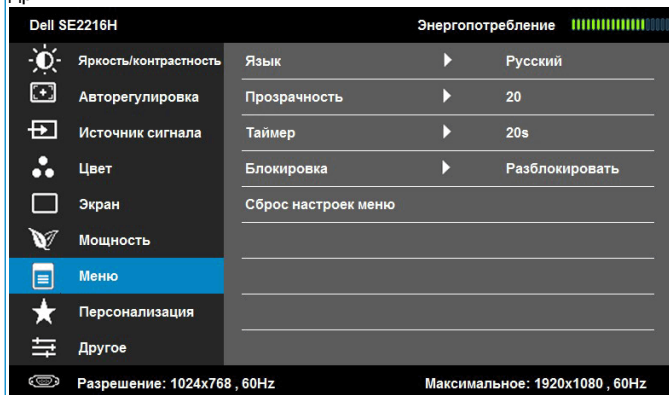 Dell SE2216H Энергопотребление
Яркость/контрастность Язык Русский
Авторегулировка Прозрачность 20
Источник сигнала Таймер 20s
Цвет Блокировка Разблокировать
Экран Сброс настроек меню
Мощность
Меню
Персонализация
Другое
Разрешение: 1024x768 , 60Hz Максимальное: 1920x1080 , 60Hz